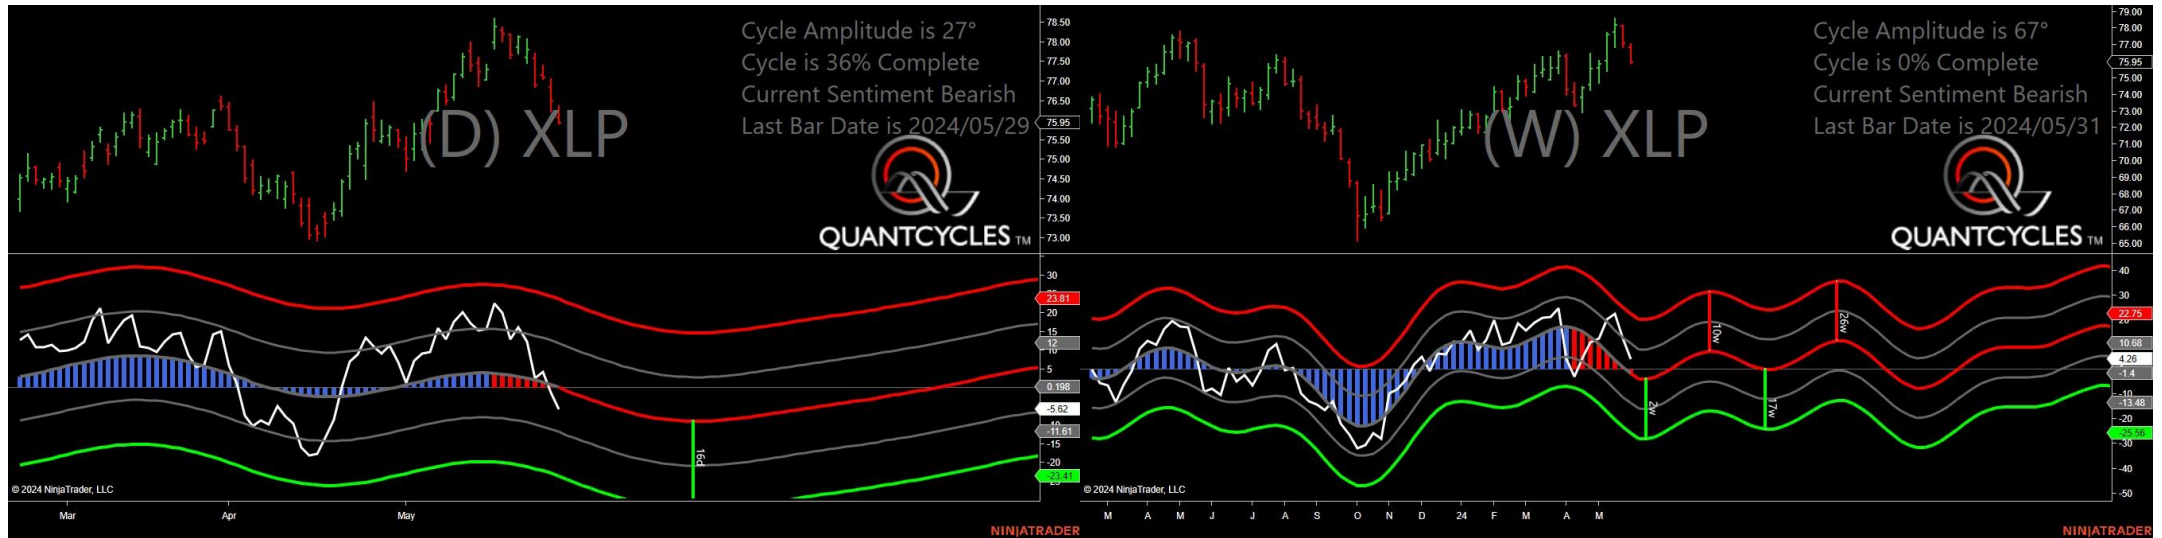 Cycle Amplitude is 27°
Cycle is 36% Complete
Current Sentiment Bearish
Last Bar Date is 2024/05/29
(D) XLP
QUANTCYCLES TM
78.50
78.00
77.50
77.00
76.50
75.95
75.50
75.00
74.50
74.00
73.50
73.00
30
23.81
20
15
12
10
5
0.198
-5.62
-11.61
-15
-20
-23.41
16d
© 2024 NinjaTrader, LLC
Mar Apr May
NINJATRADER
Cycle Amplitude is 67°
Cycle is 0% Complete
Current Sentiment Bearish
Last Bar Date is 2024/05/31
(W) XLP
QUANTCYCLES TM
79.00
78.00
77.00
75.95
75.00
74.00
73.00
72.00
71.00
70.00
69.00
68.00
67.00
66.00
65.00
40
30
22.75
10.68
4.26
-1.4
-10
-13.48
-20
-25.56
-30
-40
-50
2w
10w
17w
26w
© 2024 NinjaTrader, LLC
M A M J J A S O N D 24 F M A M
NINJATRADER